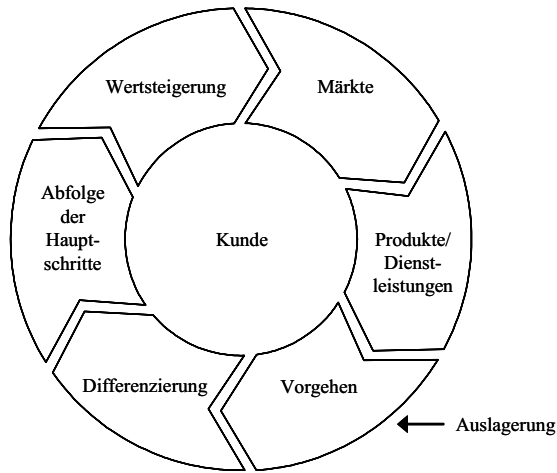 Wertsteigerung
Märkte
Abfolge
der
Haupt-
schritte
Kunde
Produkte/
Dienst-
leistungen
Differenzierung
Vorgehen
Auslagerung